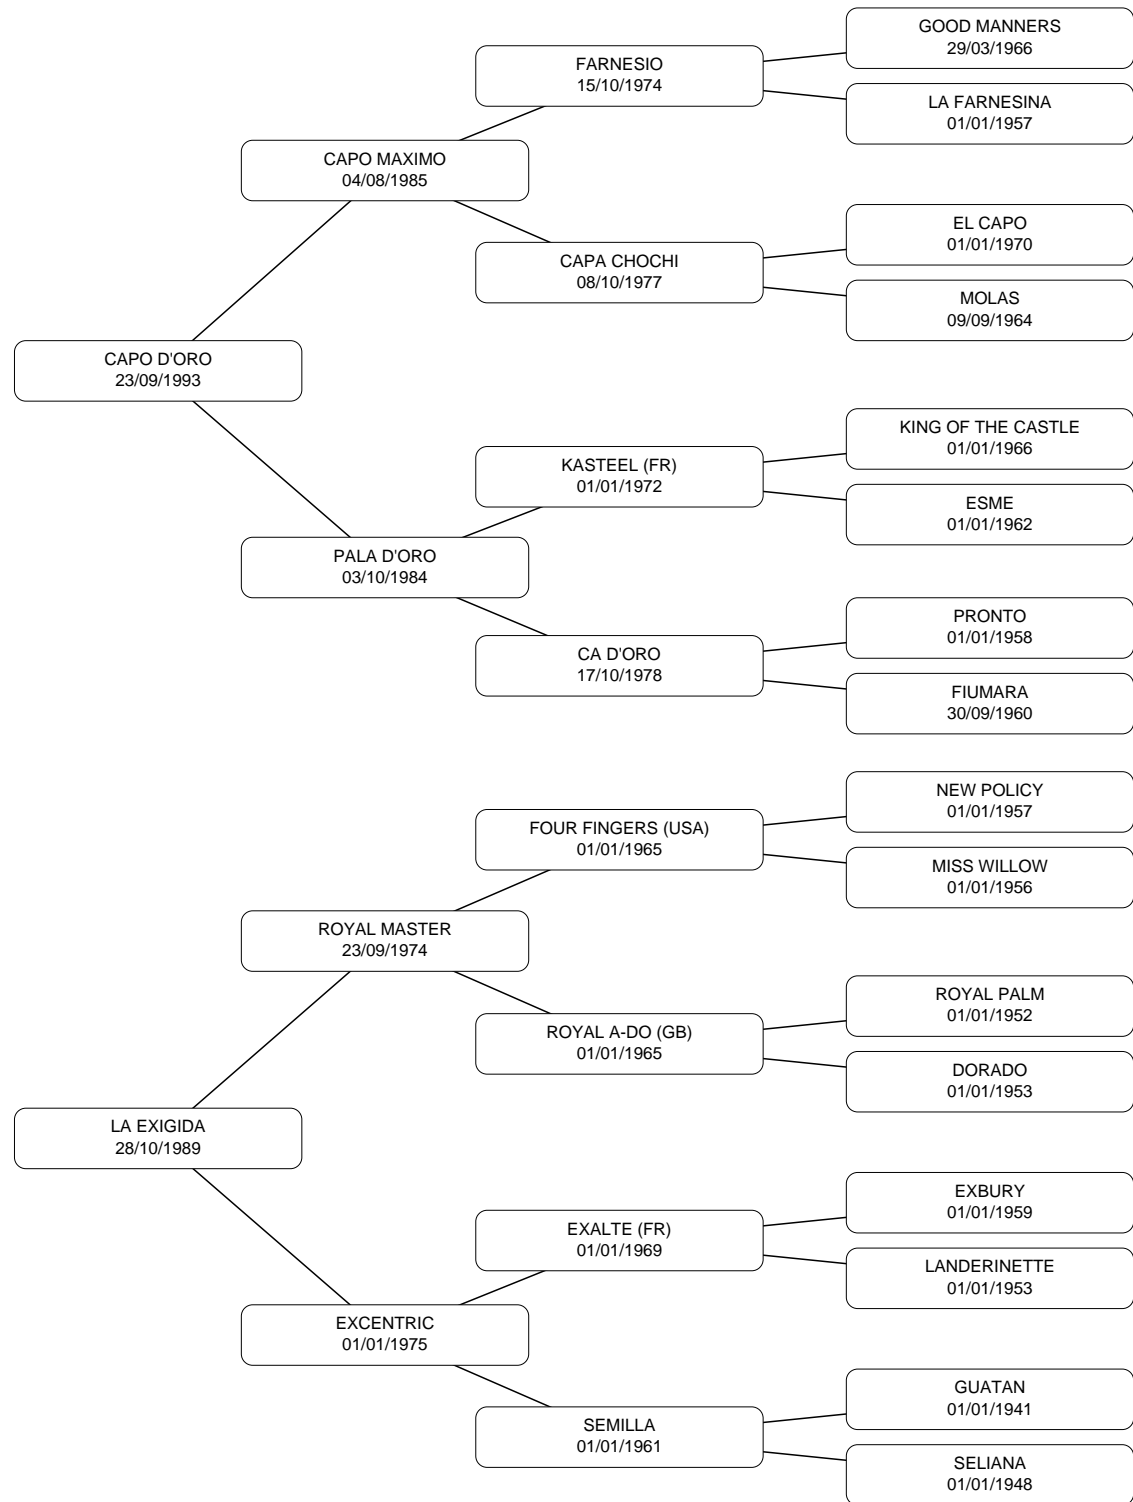 GOOD MANNERS
29/03/1966
FARNESIO
15/10/1974
LA FARNESINA
01/01/1957
CAPO MAXIMO
04/08/1985
EL CAPO
01/01/1970
CAPA CHOCHI
08/10/1977
MOLAS
09/09/1964
CAPO D'ORO
23/09/1993
KING OF THE CASTLE
01/01/1966
KASTEEL (FR)
01/01/1972
ESME
01/01/1962
PALA D'ORO
03/10/1984
PRONTO
01/01/1958
CA D'ORO
17/10/1978
FIUMARA
30/09/1960
NEW POLICY
01/01/1957
FOUR FINGERS (USA)
01/01/1965
MISS WILLOW
01/01/1956
ROYAL MASTER
23/09/1974
ROYAL PALM
01/01/1952
ROYAL A-DO (GB)
01/01/1965
DORADO
01/01/1953
LA EXIGIDA
28/10/1989
EXBURY
01/01/1959
EXALTE (FR)
01/01/1969
LANDERINETTE
01/01/1953
EXCENTRIC
01/01/1975
GUATAN
01/01/1941
SEMILLA
01/01/1961
SELIANA
01/01/1948